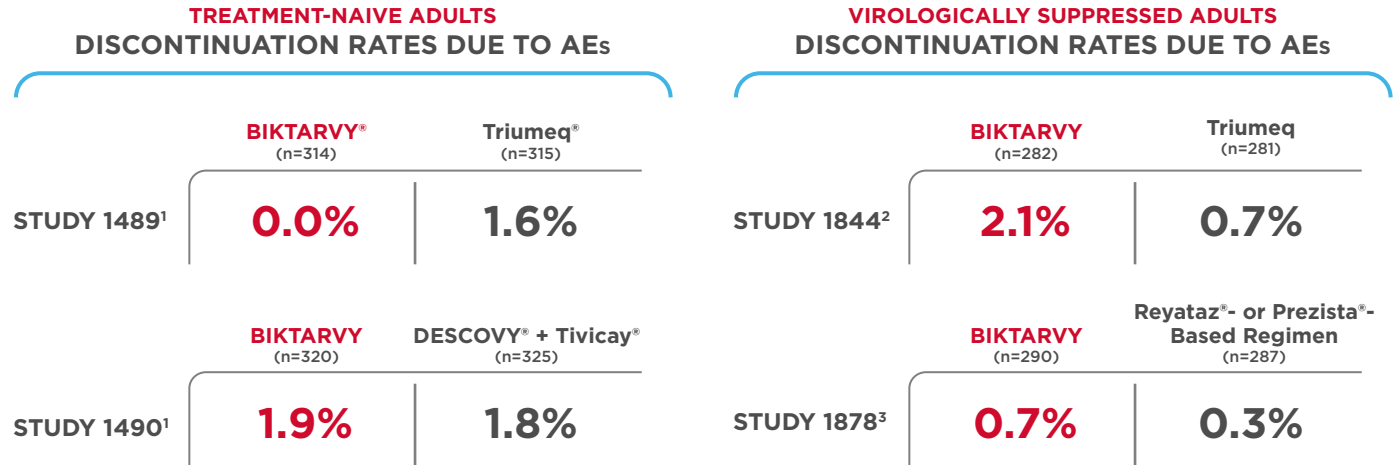 TREATMENT-NAIVE ADULTS
DISCONTINUATION RATES DUE TO AEs
BIKTARVY® Triumeq®
(n=314) (n=315)
STUDY 1489¹ 0.0% 1.6%
BIKTARVY DESCOVY® + Tivicay®
(n=320) (n=325)
STUDY 1490¹ 1.9% 1.8%
VIROLOGICALLY SUPPRESSED ADULTS
DISCONTINUATION RATES DUE TO AEs
BIKTARVY Triumeq
(n=282) (n=281)
STUDY 1844² 2.1% 0.7%
Reyataz®- or Prezista®-
BIKTARVY Based Regimen
(n=290) (n=287)
STUDY 1878³ 0.7% 0.3%